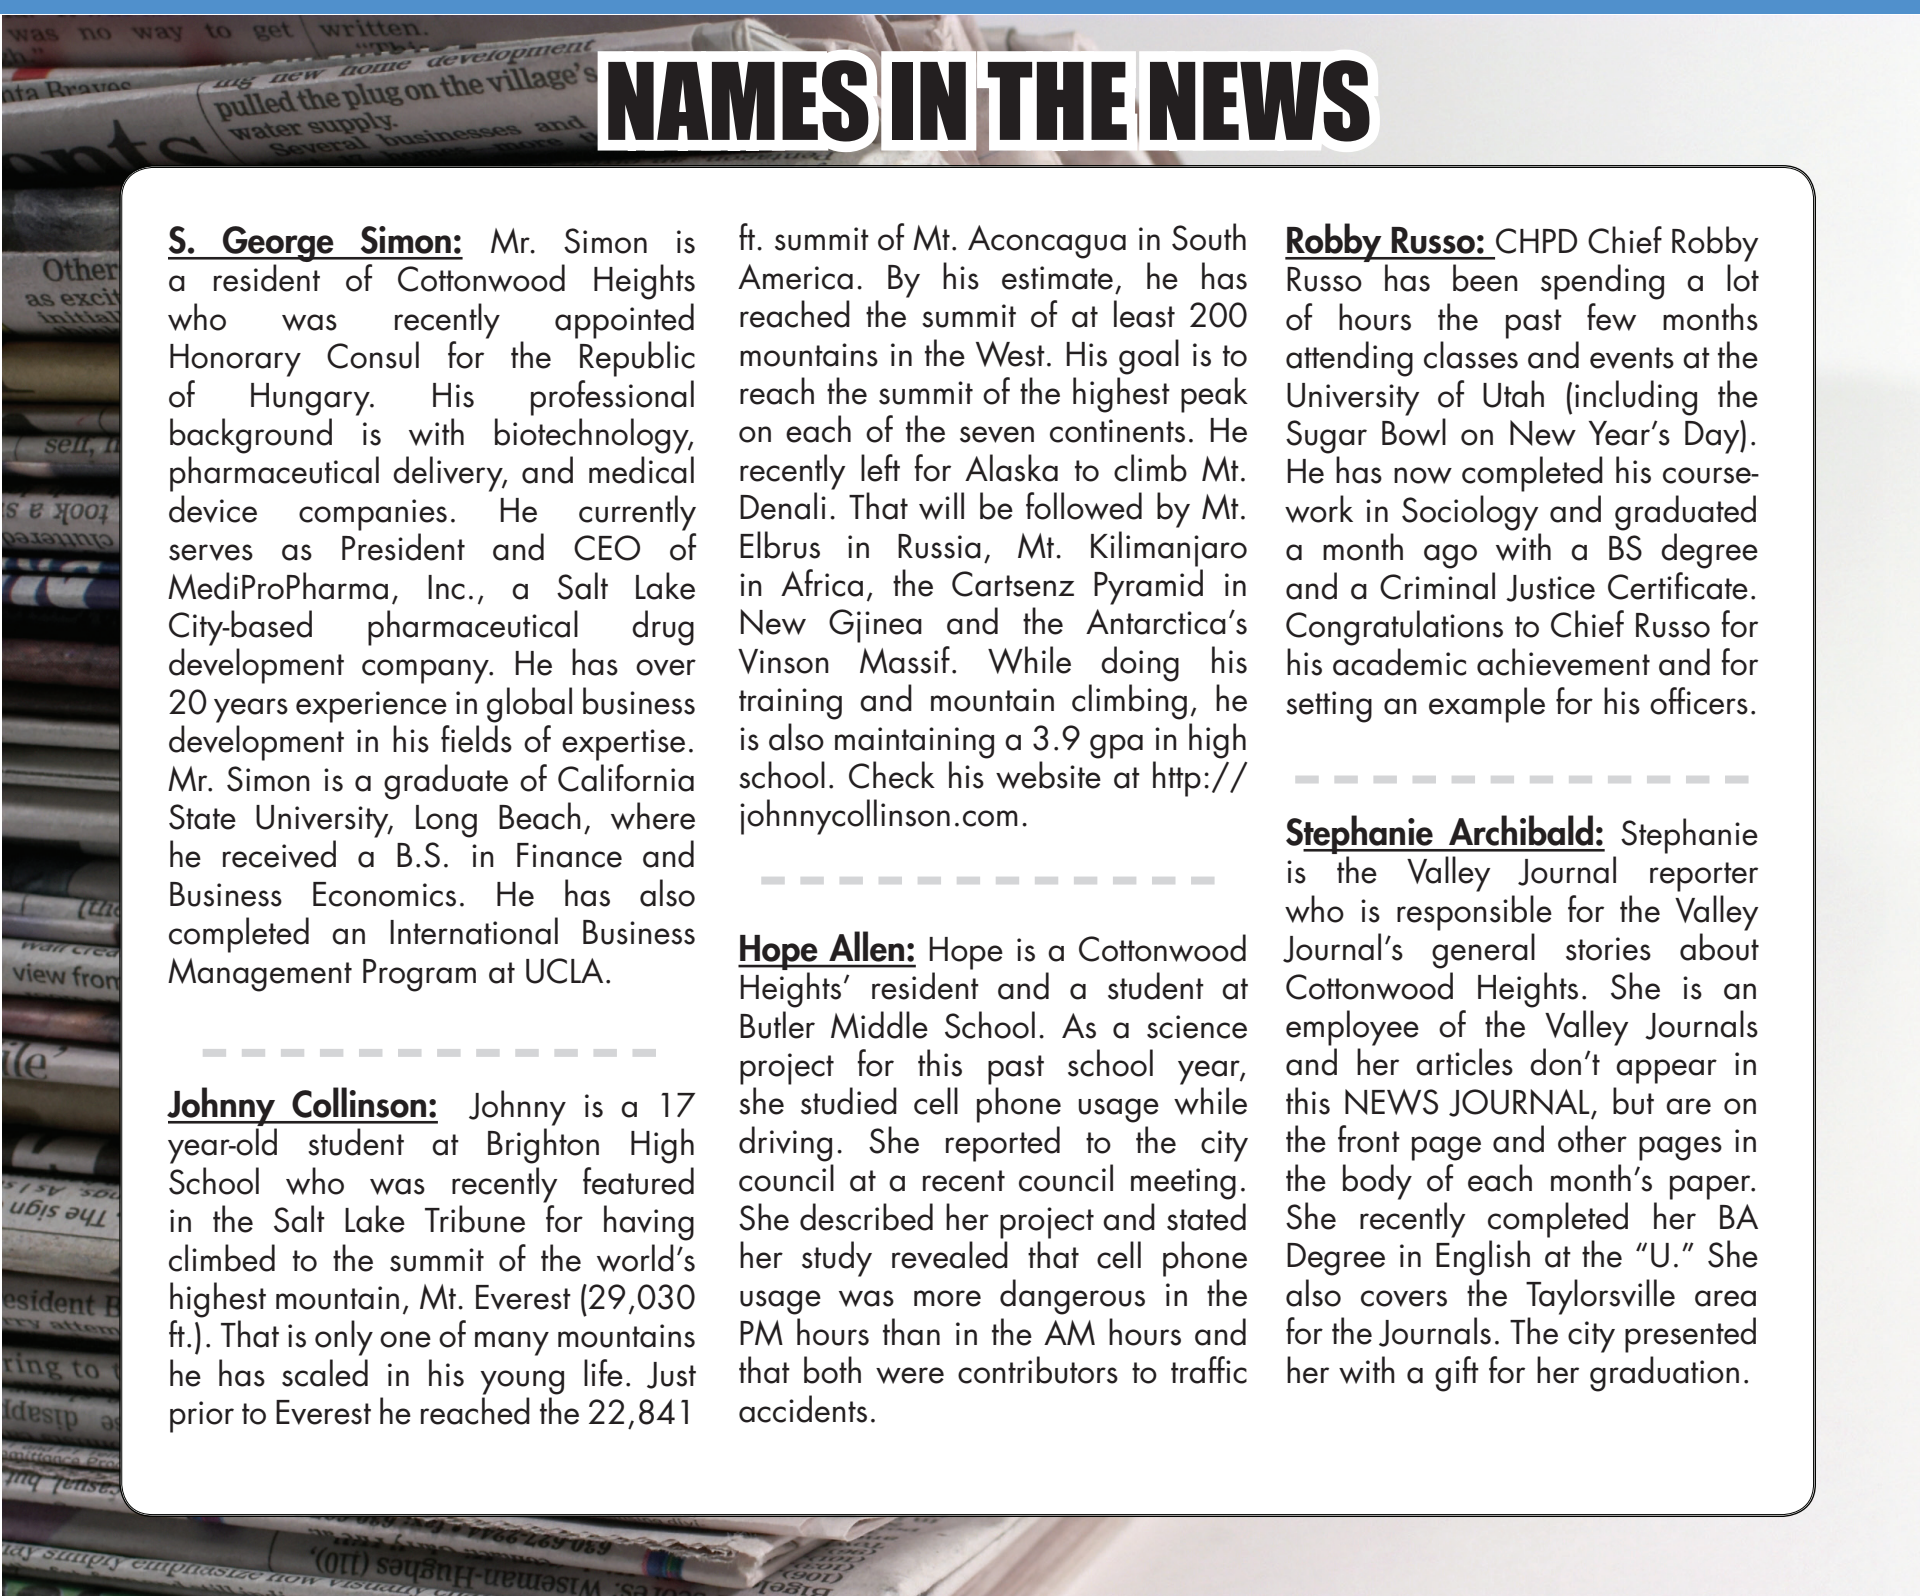 was no way to get written.
ing new home development
pulled the plug on the village's
water supply.
Several businesses and
NAMES IN THE NEWS
S. George Simon: Mr. Simon is
a resident of Cottonwood Heights
who was recently appointed
Honorary Consul for the Republic
of Hungary. His professional
background is with biotechnology,
pharmaceutical delivery, and medical
device companies. He currently
serves as President and CEO of
MediProPharma, Inc., a Salt Lake
City-based pharmaceutical drug
development company. He has over
20 years experience in global business
development in his fields of expertise.
Mr. Simon is a graduate of California
State University, Long Beach, where
he received a B.S. in Finance and
Business Economics. He has also
completed an International Business
Management Program at UCLA.
Johnny Collinson: Johnny is a 17
year-old student at Brighton High
School who was recently featured
in the Salt Lake Tribune for having
climbed to the summit of the world's
highest mountain, Mt. Everest (29,030
ft.). That is only one of many mountains
he has scaled in his young life. Just
prior to Everest he reached the 22,841
ft. summit of Mt. Aconcagua in South
America. By his estimate, he has
reached the summit of at least 200
mountains in the West. His goal is to
reach the summit of the highest peak
on each of the seven continents. He
recently left for Alaska to climb Mt.
Denali. That will be followed by Mt.
Elbrus in Russia, Mt. Kilimanjaro
in Africa, the Cartsenz Pyramid in
New Gjinea and the Antarctica's
Vinson Massif. While doing his
training and mountain climbing, he
is also maintaining a 3.9 gpa in high
school. Check his website at http://
johnnycollinson.com.
Hope Allen: Hope is a Cottonwood
Heights' resident and a student at
Butler Middle School. As a science
project for this past school year,
she studied cell phone usage while
driving. She reported to the city
council at a recent council meeting.
She described her project and stated
her study revealed that cell phone
usage was more dangerous in the
PM hours than in the AM hours and
that both were contributors to traffic
accidents.
Robby Russo: CHPD Chief Robby
Russo has been spending a lot
of hours the past few months
attending classes and events at the
University of Utah (including the
Sugar Bowl on New Year's Day).
He has now completed his course-
work in Sociology and graduated
a month ago with a BS degree
and a Criminal Justice Certificate.
Congratulations to Chief Russo for
his academic achievement and for
setting an example for his officers.
Stephanie Archibald: Stephanie
is the Valley Journal reporter
who is responsible for the Valley
Journal's general stories about
Cottonwood Heights. She is an
employee of the Valley Journals
and her articles don't appear in
this NEWS JOURNAL, but are on
the front page and other pages in
the body of each month's paper.
She recently completed her BA
Degree in English at the "U." She
also covers the Taylorsville area
for the Journals. The city presented
her with a gift for her graduation.
Other
view from